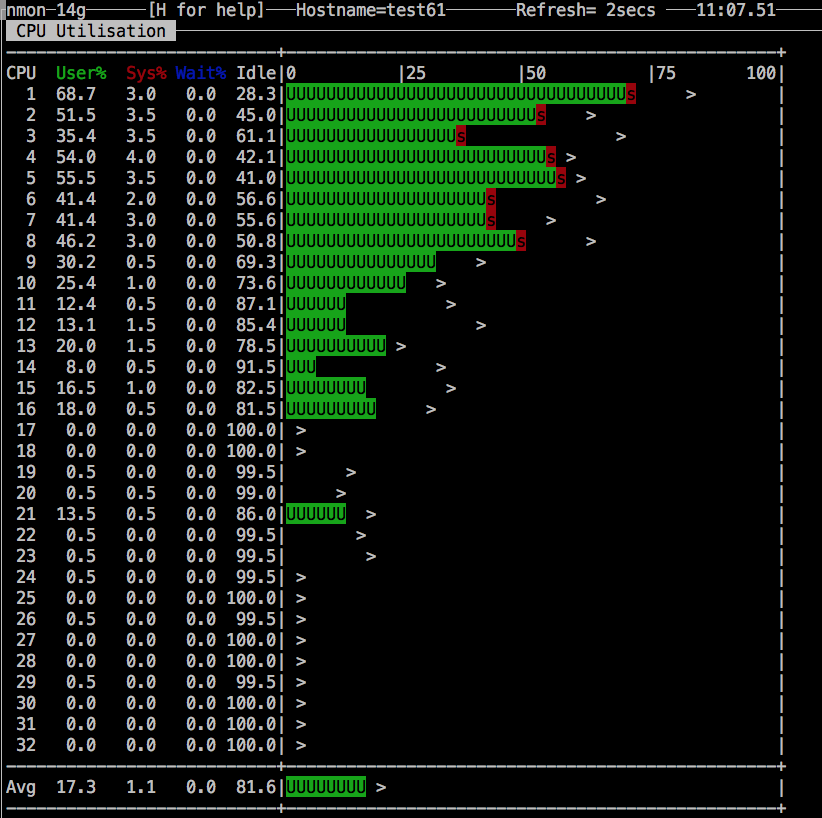 nmon-14g [H for help] Hostname=test61 Refresh= 2secs 11:07.51
CPU Utilisation
+ +
CPU User% Sys% Wait% Idle|0 |25 |50 |75 100|
1 68.7 3.0 0.0 28.3|UUUUUUUUUUUUUUUUUUUUUUUUUUUUUUUUUUs > |
2 51.5 3.5 0.0 45.0|UUUUUUUUUUUUUUUUUUUUUUUUUs > |
3 35.4 3.5 0.0 61.1|UUUUUUUUUUUUUUUUUs > |
4 54.0 4.0 0.0 42.1|UUUUUUUUUUUUUUUUUUUUUUUUUUs > |
5 55.5 3.5 0.0 41.0|UUUUUUUUUUUUUUUUUUUUUUUUUUUs > |
6 41.4 2.0 0.0 56.6|UUUUUUUUUUUUUUUUUUUUs > |
7 41.4 3.0 0.0 55.6|UUUUUUUUUUUUUUUUUUUUs > |
8 46.2 3.0 0.0 50.8|UUUUUUUUUUUUUUUUUUUUUUUs > |
9 30.2 0.5 0.0 69.3|UUUUUUUUUUUUUUU > |
10 25.4 1.0 0.0 73.6|UUUUUUUUUUUU > |
11 12.4 0.5 0.0 87.1|UUUUUU > |
12 13.1 1.5 0.0 85.4|UUUUUU > |
13 20.0 1.5 0.0 78.5|UUUUUUUUUU > |
14 8.0 0.5 0.0 91.5|UUU > |
15 16.5 1.0 0.0 82.5|UUUUUUUU > |
16 18.0 0.5 0.0 81.5|UUUUUUUUU > |
17 0.0 0.0 0.0 100.0| > |
18 0.0 0.0 0.0 100.0| > |
19 0.5 0.0 0.0 99.5| > |
20 0.5 0.5 0.0 99.0| > |
21 13.5 0.5 0.0 86.0|UUUUUU > |
22 0.5 0.0 0.0 99.5| > |
23 0.5 0.0 0.0 99.5| > |
24 0.5 0.0 0.0 99.5| > |
25 0.0 0.0 0.0 100.0| > |
26 0.5 0.0 0.0 99.5| > |
27 0.0 0.0 0.0 100.0| > |
28 0.0 0.0 0.0 100.0| > |
29 0.5 0.0 0.0 99.5| > |
30 0.0 0.0 0.0 100.0| > |
31 0.0 0.0 0.0 100.0| > |
32 0.0 0.0 0.0 100.0| > |
+ +
Avg 17.3 1.1 0.0 81.6|UUUUUUUU > |
+ +